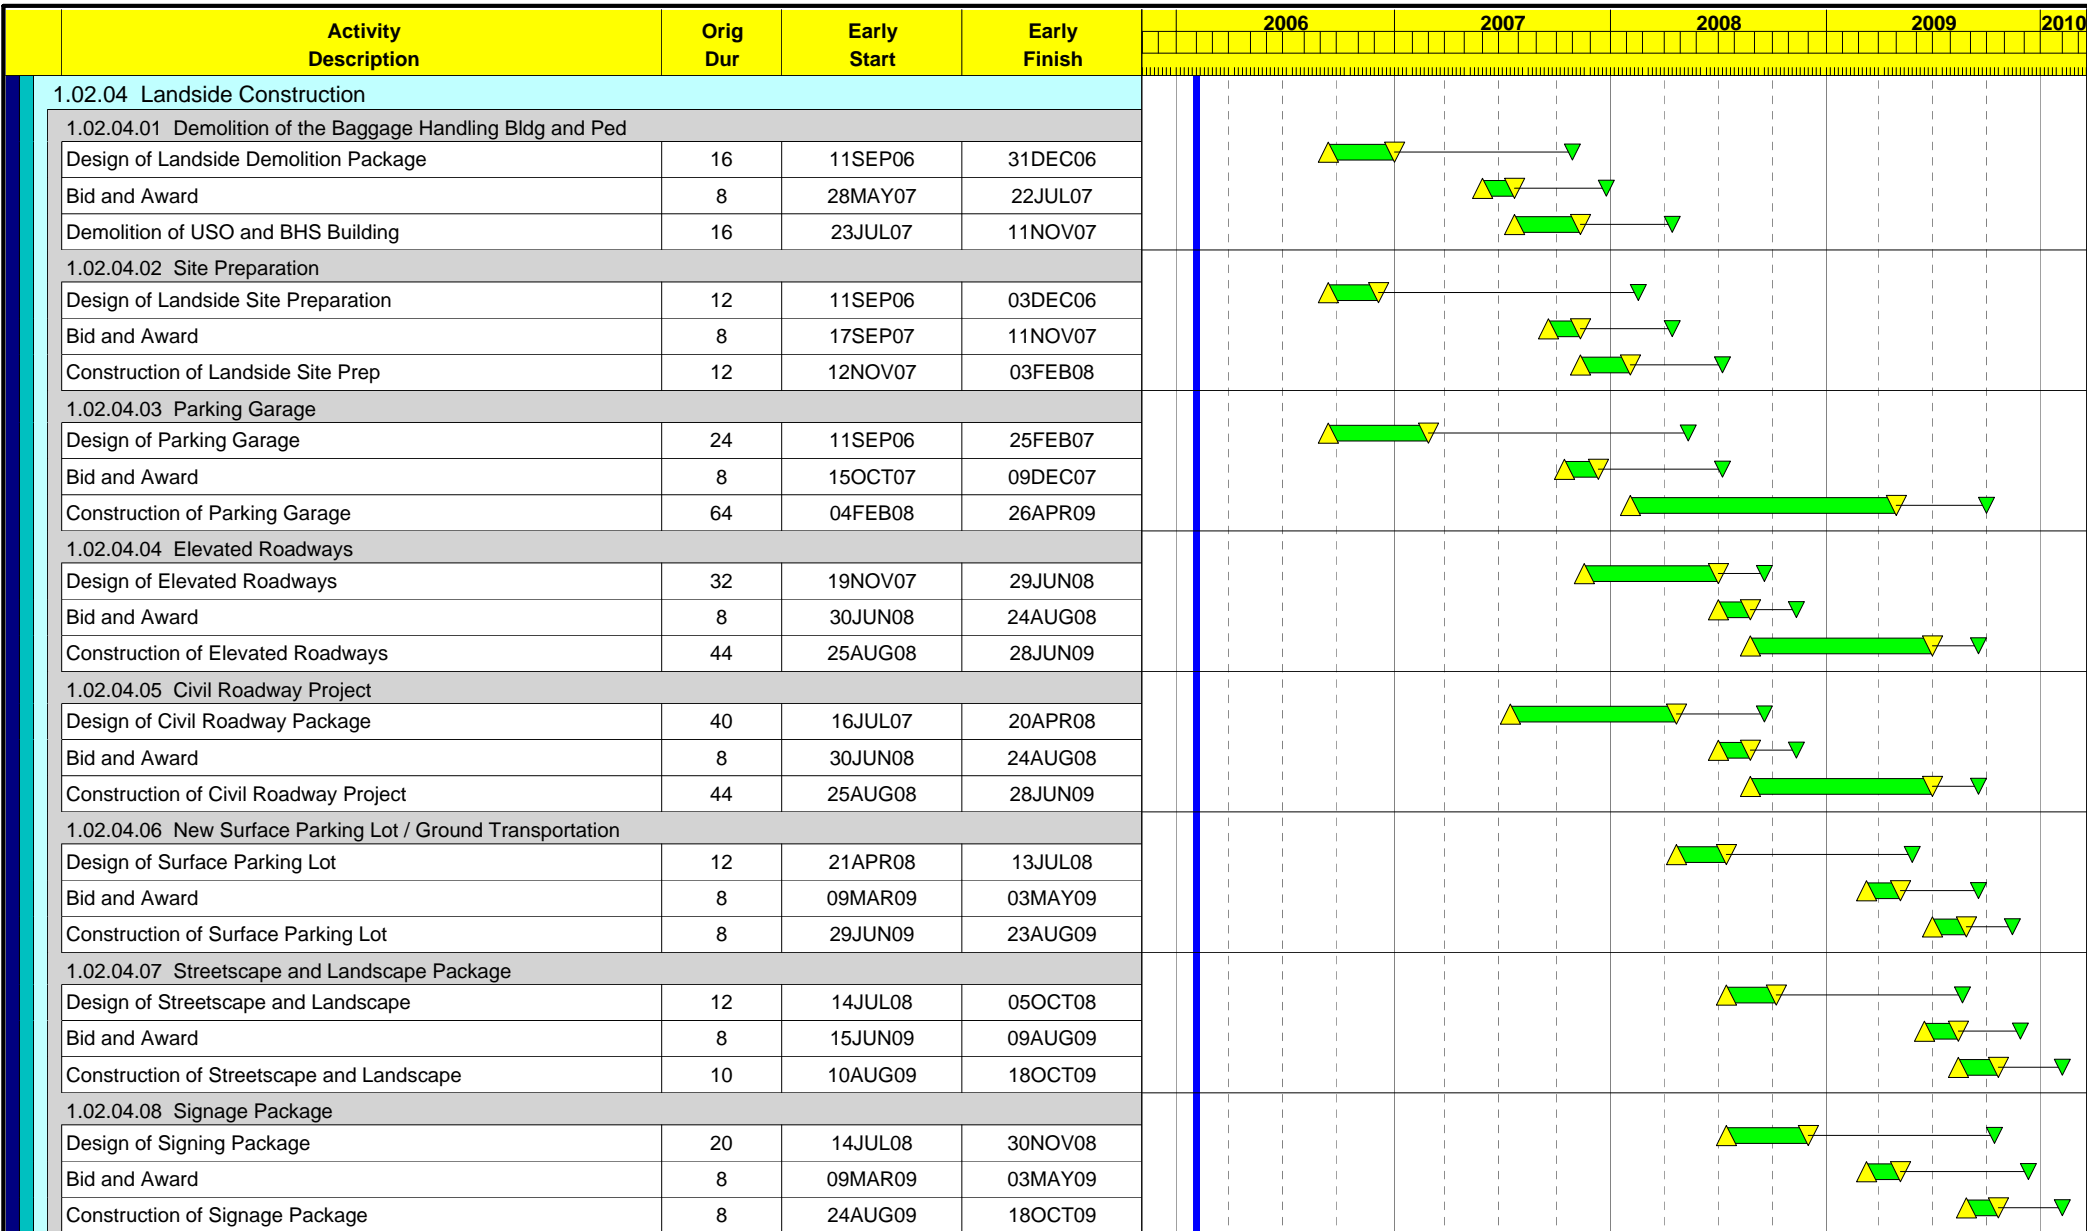 Activity Description Orig Dur Early Start Early Finish 2006 2007 2008 2009 2010
1.02.04 Landside Construction
1.02.04.01 Demolition of the Baggage Handling Bldg and Ped
Design of Landside Demolition Package 16 11SEP06 31DEC06
Bid and Award 8 28MAY07 22JUL07
Demolition of USO and BHS Building 16 23JUL07 11NOV07
1.02.04.02 Site Preparation
Design of Landside Site Preparation 12 11SEP06 03DEC06
Bid and Award 8 17SEP07 11NOV07
Construction of Landside Site Prep 12 12NOV07 03FEB08
1.02.04.03 Parking Garage
Design of Parking Garage 24 11SEP06 25FEB07
Bid and Award 8 15OCT07 09DEC07
Construction of Parking Garage 64 04FEB08 26APR09
1.02.04.04 Elevated Roadways
Design of Elevated Roadways 32 19NOV07 29JUN08
Bid and Award 8 30JUN08 24AUG08
Construction of Elevated Roadways 44 25AUG08 28JUN09
1.02.04.05 Civil Roadway Project
Design of Civil Roadway Package 40 16JUL07 20APR08
Bid and Award 8 30JUN08 24AUG08
Construction of Civil Roadway Project 44 25AUG08 28JUN09
1.02.04.06 New Surface Parking Lot / Ground Transportation
Design of Surface Parking Lot 12 21APR08 13JUL08
Bid and Award 8 09MAR09 03MAY09
Construction of Surface Parking Lot 8 29JUN09 23AUG09
1.02.04.07 Streetscape and Landscape Package
Design of Streetscape and Landscape 12 14JUL08 05OCT08
Bid and Award 8 15JUN09 09AUG09
Construction of Streetscape and Landscape 10 10AUG09 18OCT09
1.02.04.08 Signage Package
Design of Signing Package 20 14JUL08 30NOV08
Bid and Award 8 09MAR09 03MAY09
Construction of Signage Package 8 24AUG09 18OCT09